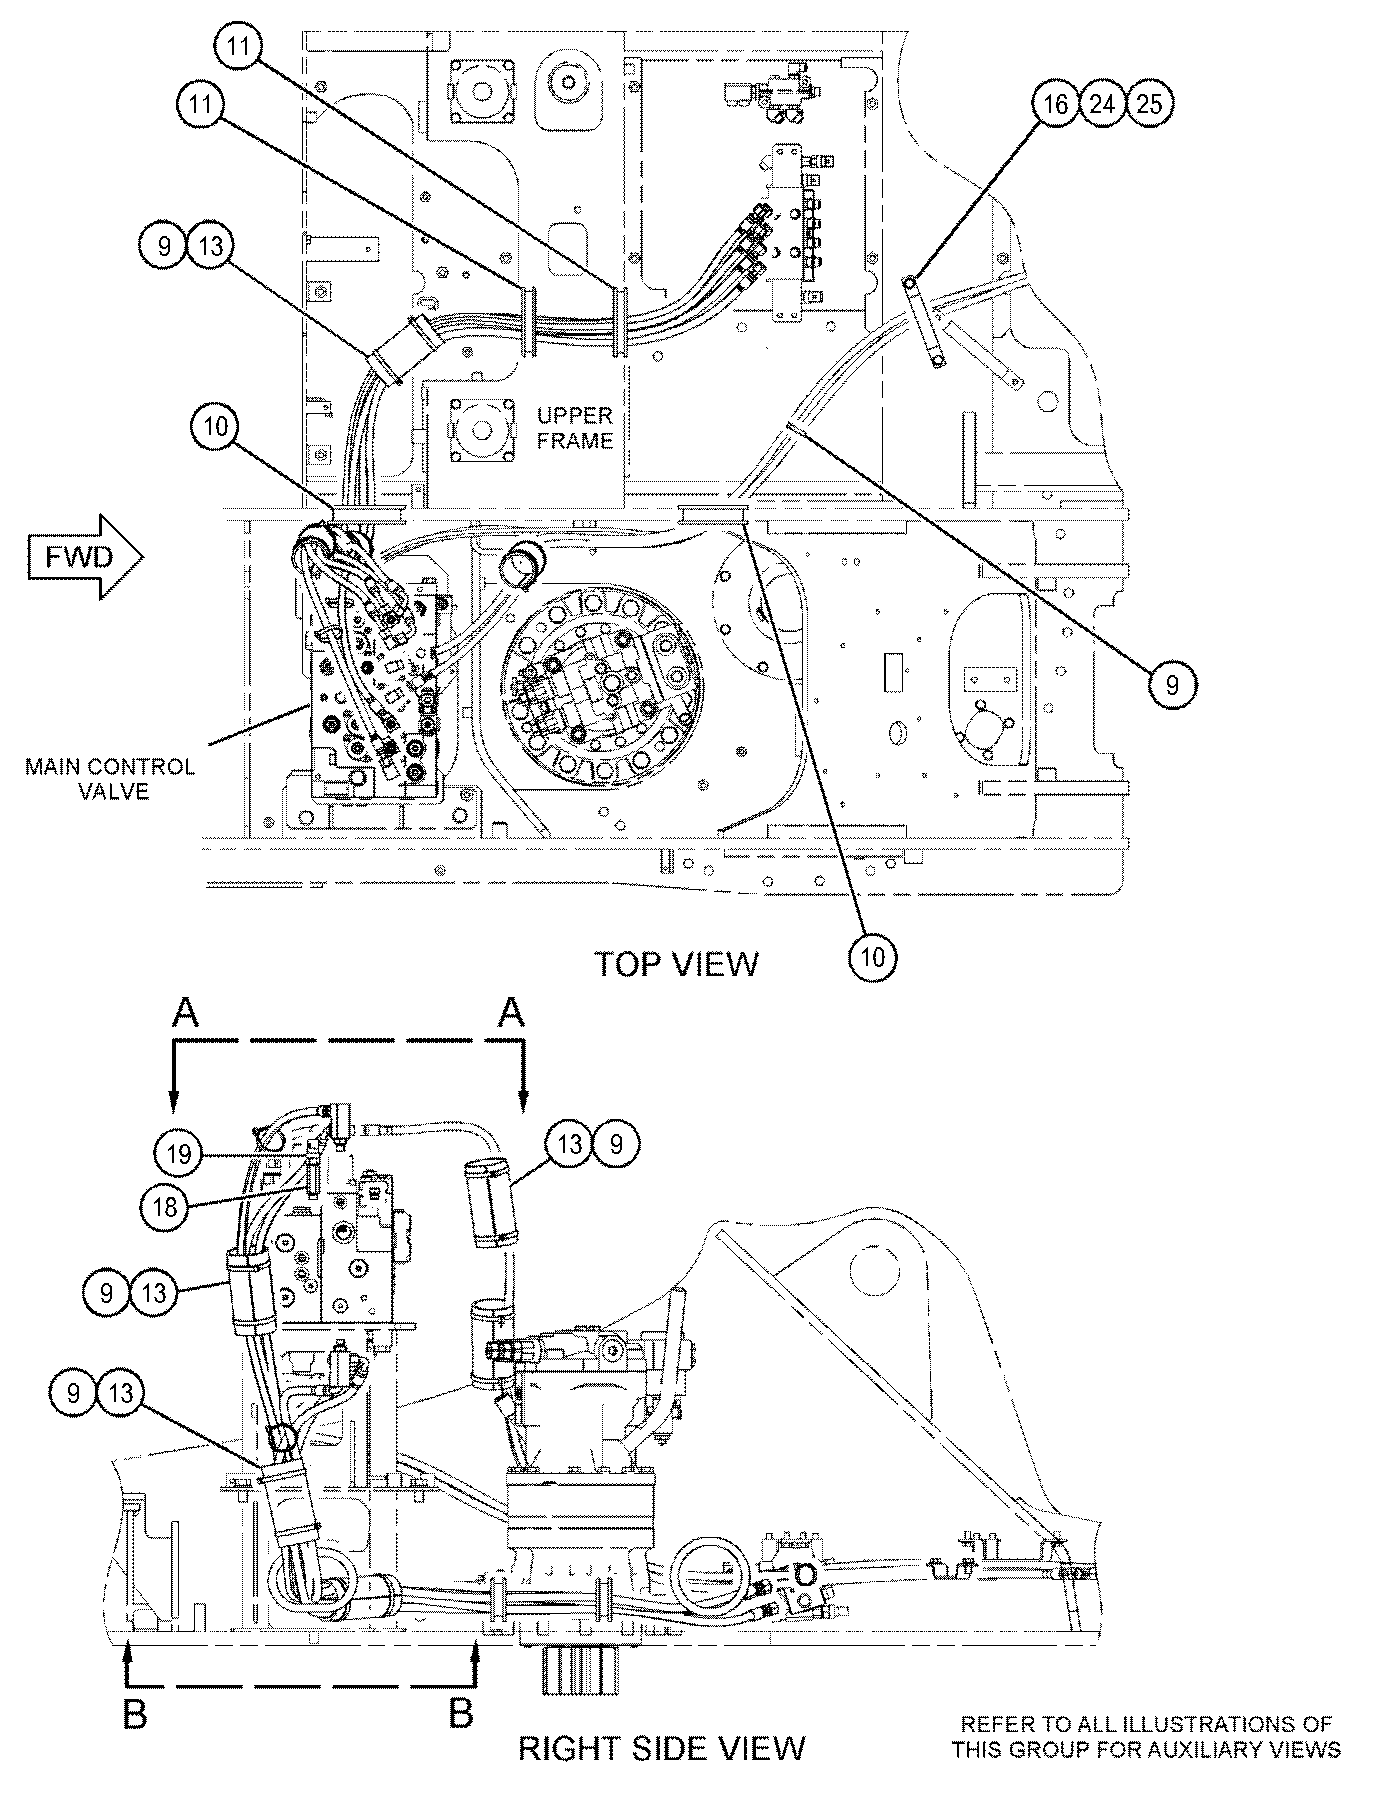 11
11
16 24 25
9 13
10
UPPER
FRAME
FWD
9
MAIN CONTROL
VALVE
TOP VIEW
10
A A
13 9
19
18
9 13
9 13
B B
RIGHT SIDE VIEW
REFER TO ALL ILLUSTRATIONS OF
THIS GROUP FOR AUXILIARY VIEWS